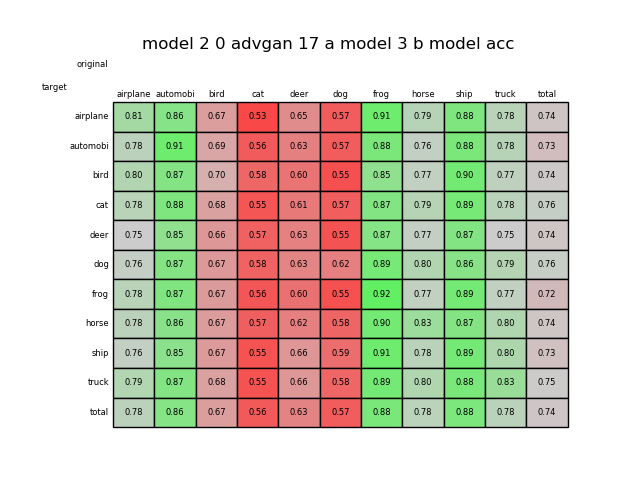 model 2 0 advgan 17 a model 3 b model acc
original
target
airplane automobi bird cat deer dog frog horse ship truck total
airplane 0.81 0.86 0.67 0.53 0.65 0.57 0.91 0.79 0.88 0.78 0.74
automobi 0.78 0.91 0.69 0.56 0.63 0.57 0.88 0.76 0.88 0.78 0.73
bird 0.80 0.87 0.70 0.58 0.60 0.55 0.85 0.77 0.90 0.77 0.74
cat 0.78 0.88 0.68 0.55 0.61 0.57 0.87 0.79 0.89 0.78 0.76
deer 0.75 0.85 0.66 0.57 0.63 0.55 0.87 0.77 0.87 0.75 0.74
dog 0.76 0.87 0.67 0.58 0.63 0.62 0.89 0.80 0.86 0.79 0.76
frog 0.78 0.87 0.67 0.56 0.60 0.55 0.92 0.77 0.89 0.77 0.72
horse 0.78 0.86 0.67 0.57 0.62 0.58 0.90 0.83 0.87 0.80 0.74
ship 0.76 0.85 0.67 0.55 0.66 0.59 0.91 0.78 0.89 0.80 0.73
truck 0.79 0.87 0.68 0.55 0.66 0.58 0.89 0.80 0.88 0.83 0.75
total 0.78 0.86 0.67 0.56 0.63 0.57 0.88 0.78 0.88 0.78 0.74